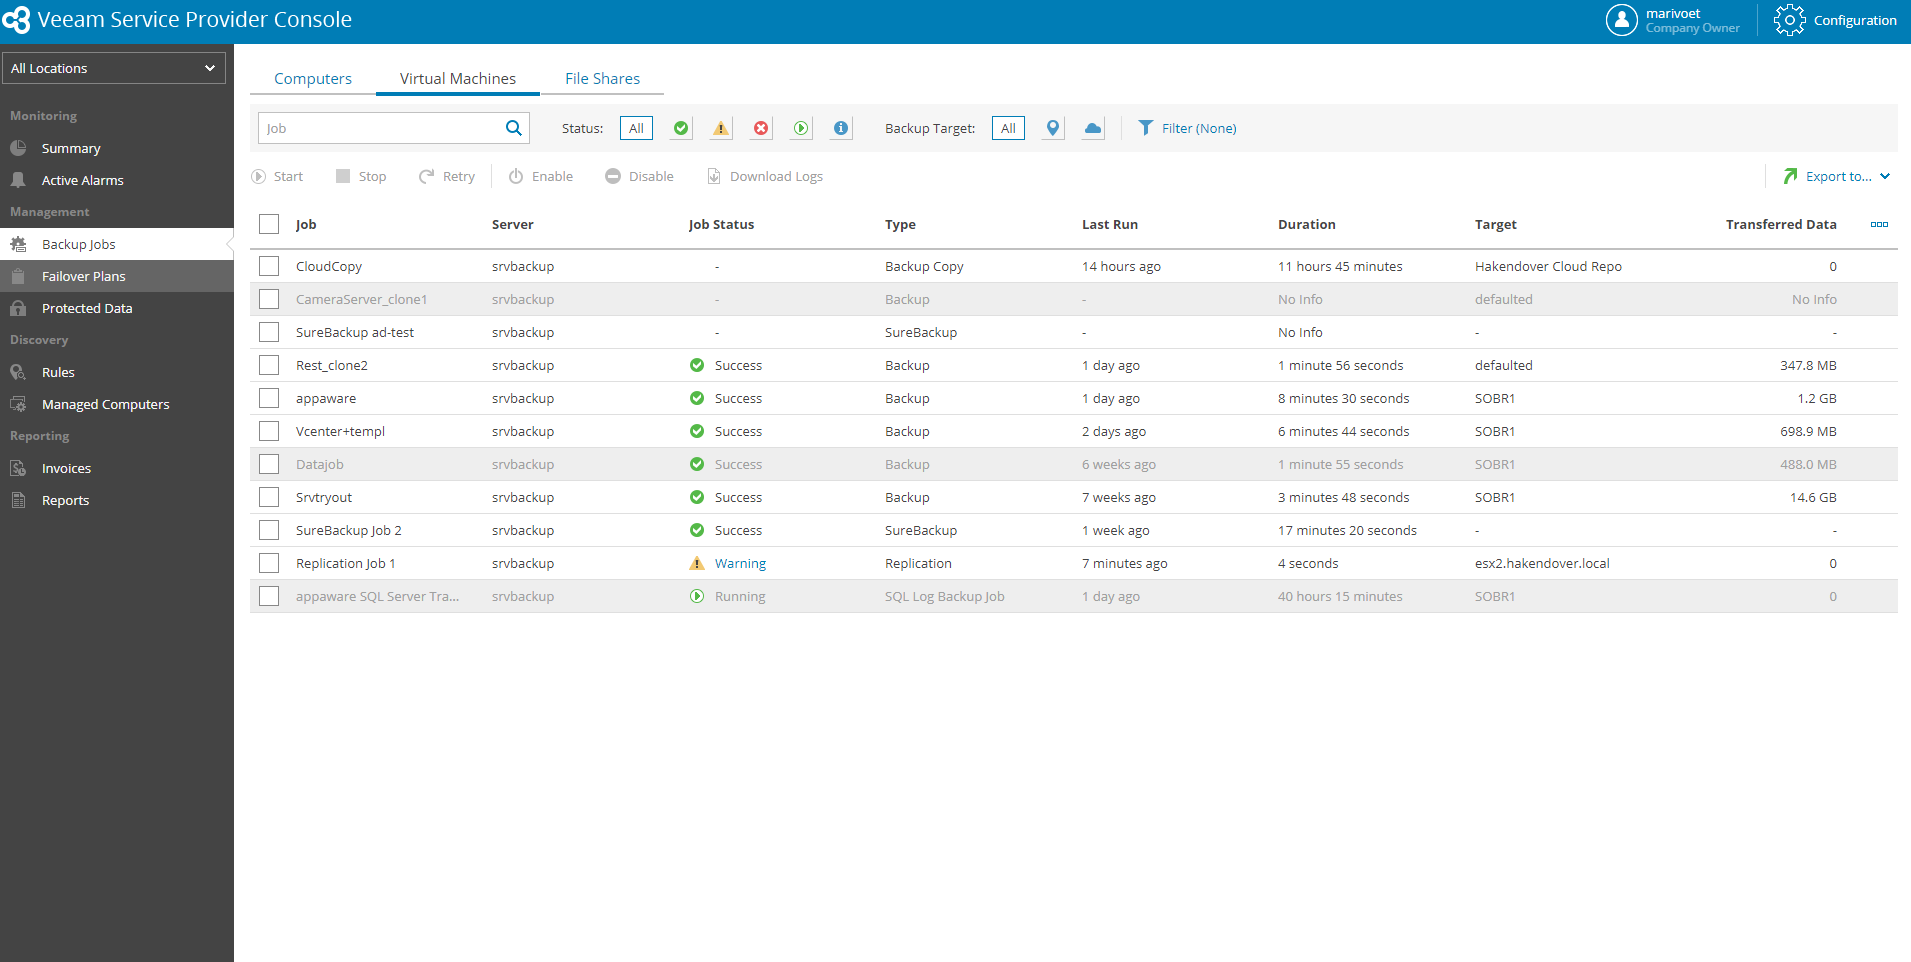 Veeam Service Provider Console
marivoet
Company Owner
Configuration
All Locations
Monitoring
Summary
Active Alarms
Management
Backup Jobs
Failover Plans
Protected Data
Discovery
Rules
Managed Computers
Reporting
Invoices
Reports
Computers Virtual Machines File Shares
Job Status: All Backup Target: All Filter (None)
Start Stop Retry Enable Disable Download Logs Export to...
Job Server Job Status Type Last Run Duration Target Transferred Data
CloudCopy srvbackup - Backup Copy 14 hours ago 11 hours 45 minutes Hakendover Cloud Repo 0
CameraServer_clone1 srvbackup - Backup - No Info defaulted No Info
SureBackup ad-test srvbackup - SureBackup - No Info - -
Rest_clone2 srvbackup Success Backup 1 day ago 1 minute 56 seconds defaulted 347.8 MB
appaware srvbackup Success Backup 1 day ago 8 minutes 30 seconds SOBR1 1.2 GB
Vcenter+templ srvbackup Success Backup 2 days ago 6 minutes 44 seconds SOBR1 698.9 MB
Datajob srvbackup Success Backup 6 weeks ago 1 minute 55 seconds SOBR1 488.0 MB
Srvtryout srvbackup Success Backup 7 weeks ago 3 minutes 48 seconds SOBR1 14.6 GB
SureBackup Job 2 srvbackup Success SureBackup 1 week ago 17 minutes 20 seconds - -
Replication Job 1 srvbackup Warning Replication 7 minutes ago 4 seconds esx2.hakendover.local 0
appaware SQL Server Tra... srvbackup Running SQL Log Backup Job 1 day ago 40 hours 15 minutes SOBR1 0